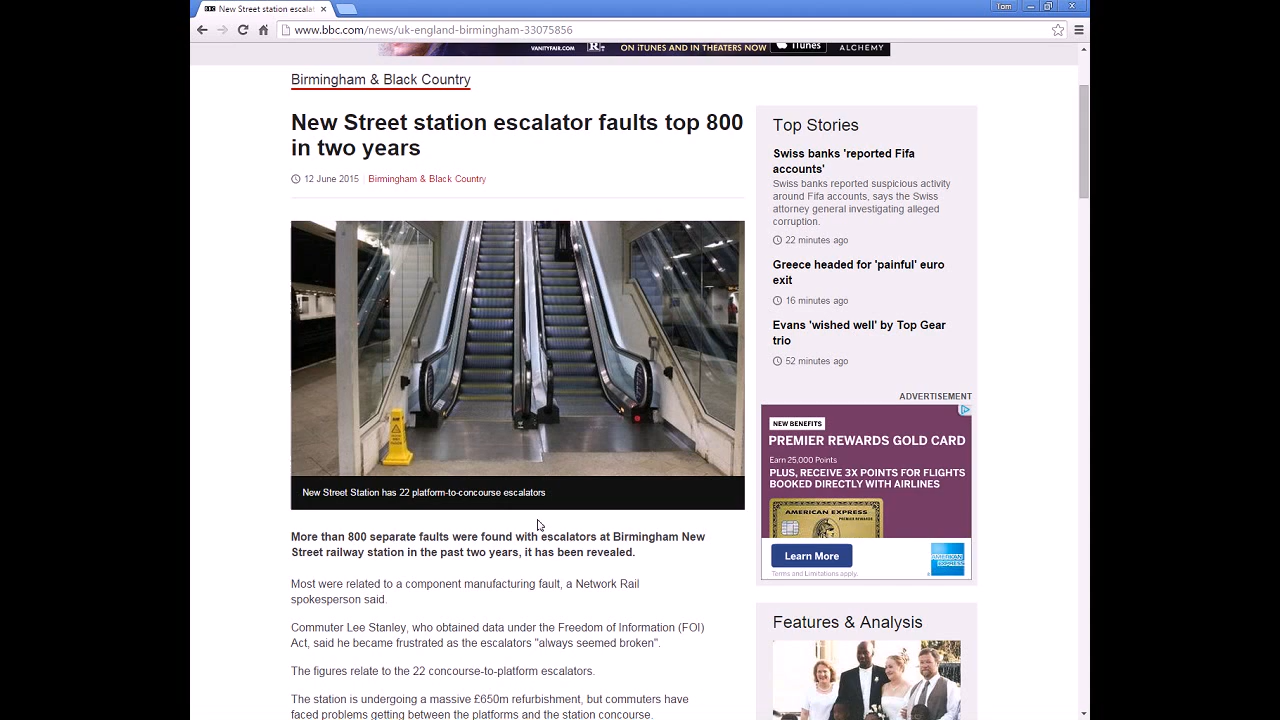 New Street station escalat
Tom
www.bbc.com/news/uk-england-birmingham-33075856
VANITYFAIR.COM
R
ON iTUNES AND IN THEATERS NOW
iTunes
ALCHEMY
Birmingham & Black Country
New Street station escalator faults top 800
in two years
12 June 2015
Birmingham & Black Country
New Street Station has 22 platform-to-concourse escalators
More than 800 separate faults were found with escalators at Birmingham New
Street railway station in the past two years, it has been revealed.
Most were related to a component manufacturing fault, a Network Rail
spokesperson said.
Commuter Lee Stanley, who obtained data under the Freedom of Information (FOI)
Act, said he became frustrated as the escalators "always seemed broken".
The figures relate to the 22 concourse-to-platform escalators.
The station is undergoing a massive £650m refurbishment, but commuters have
faced problems getting between the platforms and the station concourse.
Top Stories
Swiss banks 'reported Fifa
accounts'
Swiss banks reported suspicious activity
around Fifa accounts, says the Swiss
attorney general investigating alleged
corruption.
22 minutes ago
Greece headed for 'painful' euro
exit
16 minutes ago
Evans 'wished well' by Top Gear
trio
52 minutes ago
ADVERTISEMENT
NEW BENEFITS
PREMIER REWARDS GOLD CARD
Earn 25,000 Points
PLUS, RECEIVE 3X POINTS FOR FLIGHTS
BOOKED DIRECTLY WITH AIRLINES
AMERICAN EXPRESS
Learn More
Terms and Limitations apply.
Features & Analysis